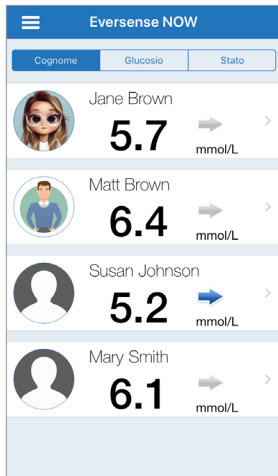 Eversense NOW
Cognome Glucosio Stato
Jane Brown
5.7
mmol/L
Matt Brown
6.4
mmol/L
Susan Johnson
5.2
mmol/L
Mary Smith
6.1
mmol/L